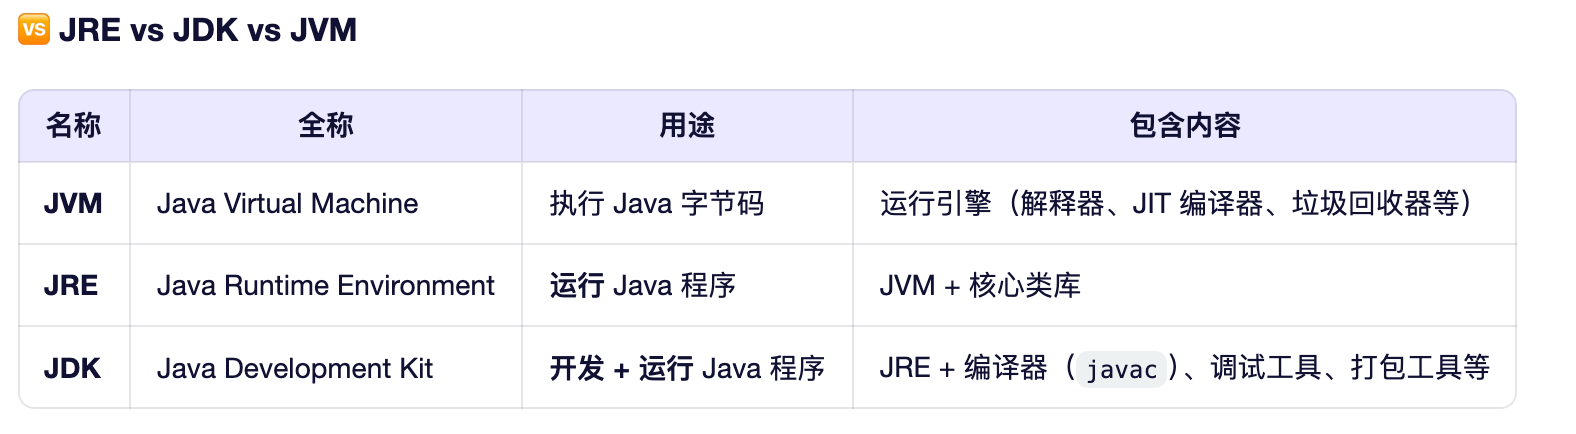 🆚 JRE vs JDK vs JVM
名称 全称 用途 包含内容
JVM Java Virtual Machine 执行 Java 字节码 运行引擎（解释器、JIT 编译器、垃圾回收器等）
JRE Java Runtime Environment 运行 Java 程序 JVM + 核心类库
JDK Java Development Kit 开发 + 运行 Java 程序 JRE + 编译器（javac）、调试工具、打包工具等